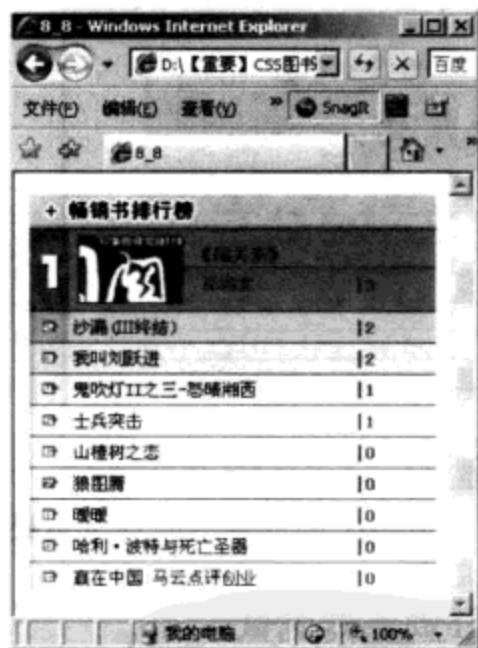 8_8 - Windows Internet Explorer
D:\【重要】CSS图书
百度
文件(F) 编辑(E) 查看(V) » SnagIt
8_8
+ 畅销书排行榜
1
3
沙漏(III终结) |2
我叫刘跃进 |2
鬼吹灯II之三-怒晴湘西 |1
士兵突击 |1
山楂树之恋 |0
狼图腾 |0
暖暖 |0
哈利·波特与死亡圣器 |0
赢在中国 马云点评创业 |0
我的电脑 100%